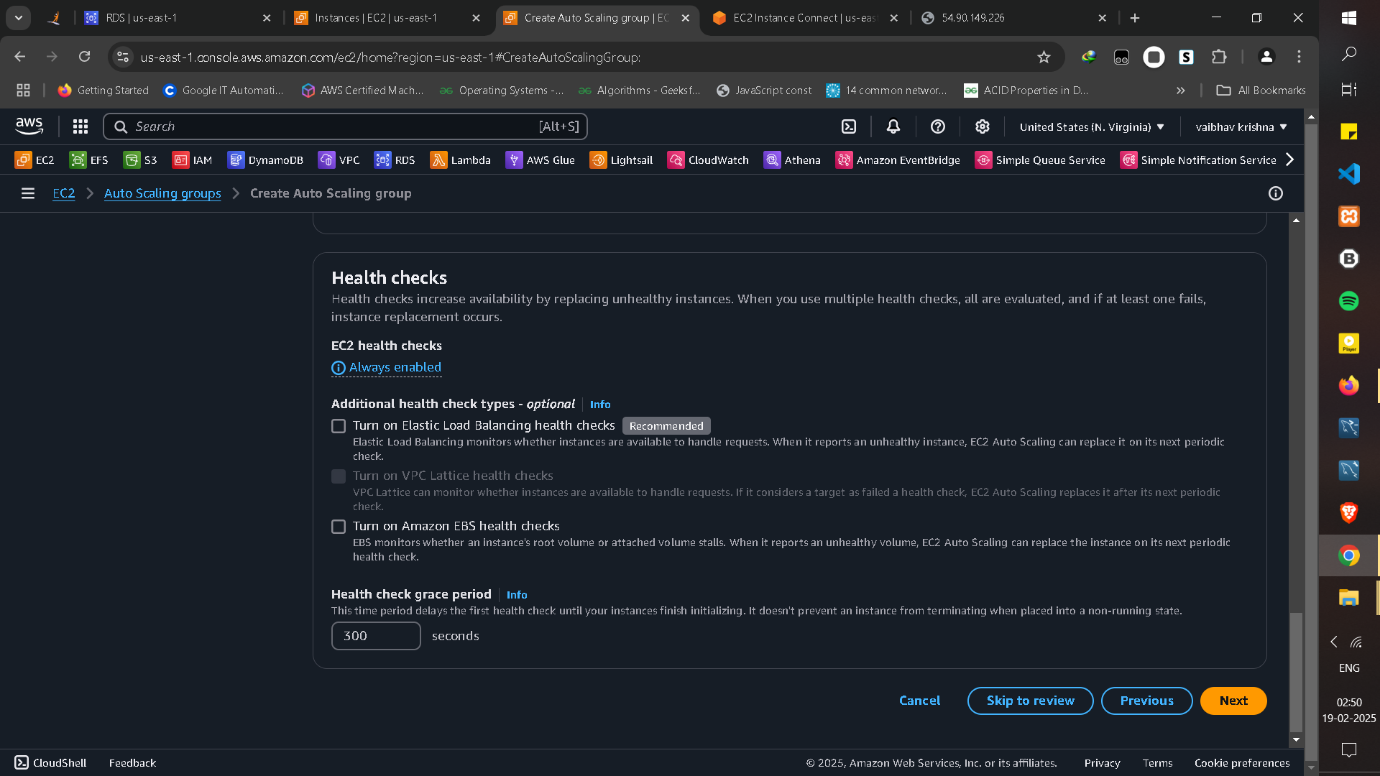 RDS | us-east-1
Instances | EC2 | us-east-1
Create Auto Scaling group | EC
EC2 Instance Connect | us-eas
54.90.149.226
us-east-1.console.aws.amazon.com/ec2/home?region=us-east-1#CreateAutoScalingGroup:
Getting Started
Google IT Automati...
AWS Certified Mach...
Operating Systems -...
Algorithms - Geeksf...
JavaScript const
14 common networ...
ACID Properties in D...
All Bookmarks
aws
Search
[Alt+S]
United States (N. Virginia)
vaibhav krishna
EC2
EFS
S3
IAM
DynamoDB
VPC
RDS
Lambda
AWS Glue
Lightsail
CloudWatch
Athena
Amazon EventBridge
Simple Queue Service
Simple Notification Service
EC2
Auto Scaling groups
Create Auto Scaling group
Health checks
Health checks increase availability by replacing unhealthy instances. When you use multiple health checks, all are evaluated, and if at least one fails,
instance replacement occurs.
EC2 health checks
Always enabled
Additional health check types - optional
Info
Turn on Elastic Load Balancing health checks
Recommended
Elastic Load Balancing monitors whether instances are available to handle requests. When it reports an unhealthy instance, EC2 Auto Scaling can replace it on its next periodic
check.
Turn on VPC Lattice health checks
VPC Lattice can monitor whether instances are available to handle requests. If it considers a target as failed a health check, EC2 Auto Scaling replaces it after its next periodic
check.
Turn on Amazon EBS health checks
EBS monitors whether an instance's root volume or attached volume stalls. When it reports an unhealthy volume, EC2 Auto Scaling can replace the instance on its next periodic
health check.
Health check grace period
Info
This time period delays the first health check until your instances finish initializing. It doesn't prevent an instance from terminating when placed into a non-running state.
300
seconds
Cancel
Skip to review
Previous
Next
CloudShell
Feedback
© 2025, Amazon Web Services, Inc. or its affiliates.
Privacy
Terms
Cookie preferences
ENG
02:50
19-02-2025